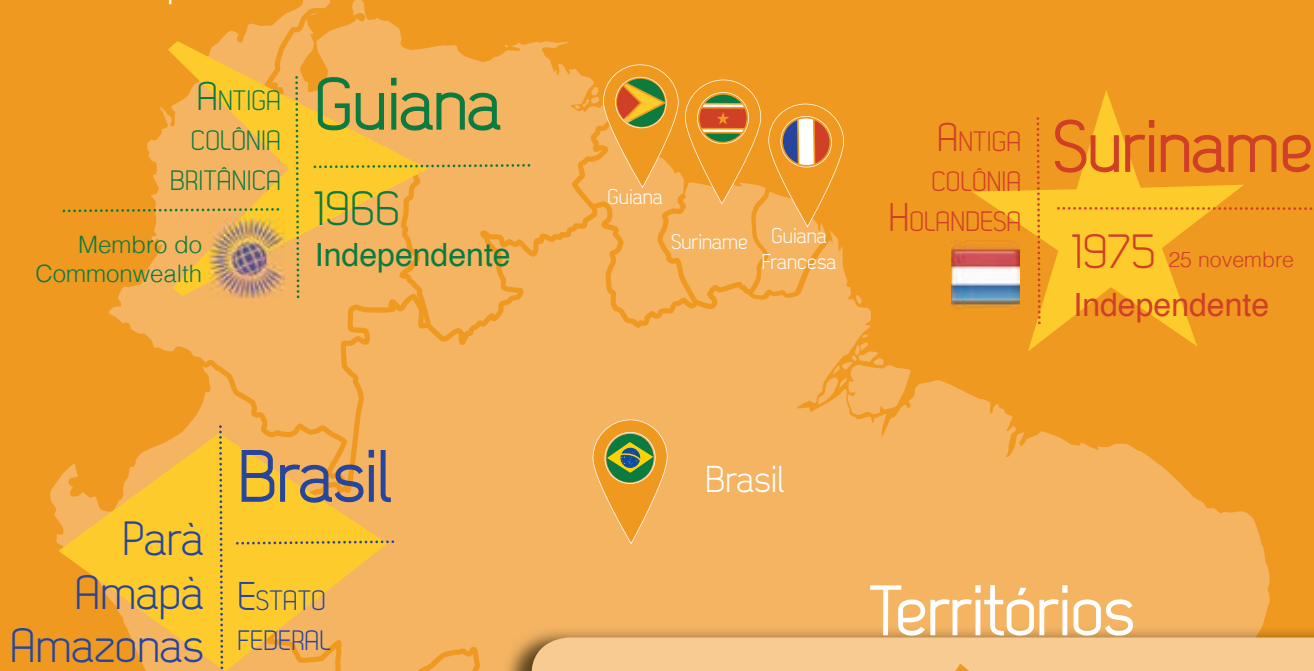 Antiga
colônia
britânica
Guiana
1966
Independente
Membro do
Commonwealth
Guiana
Suriname
Guiana
Francesa
Antiga
colônia
Holandesa
Suriname
1975 25 novembre
Independente
Brasil
Parà
Amapà
Amazonas
Estato
federal
Brasil
Territórios